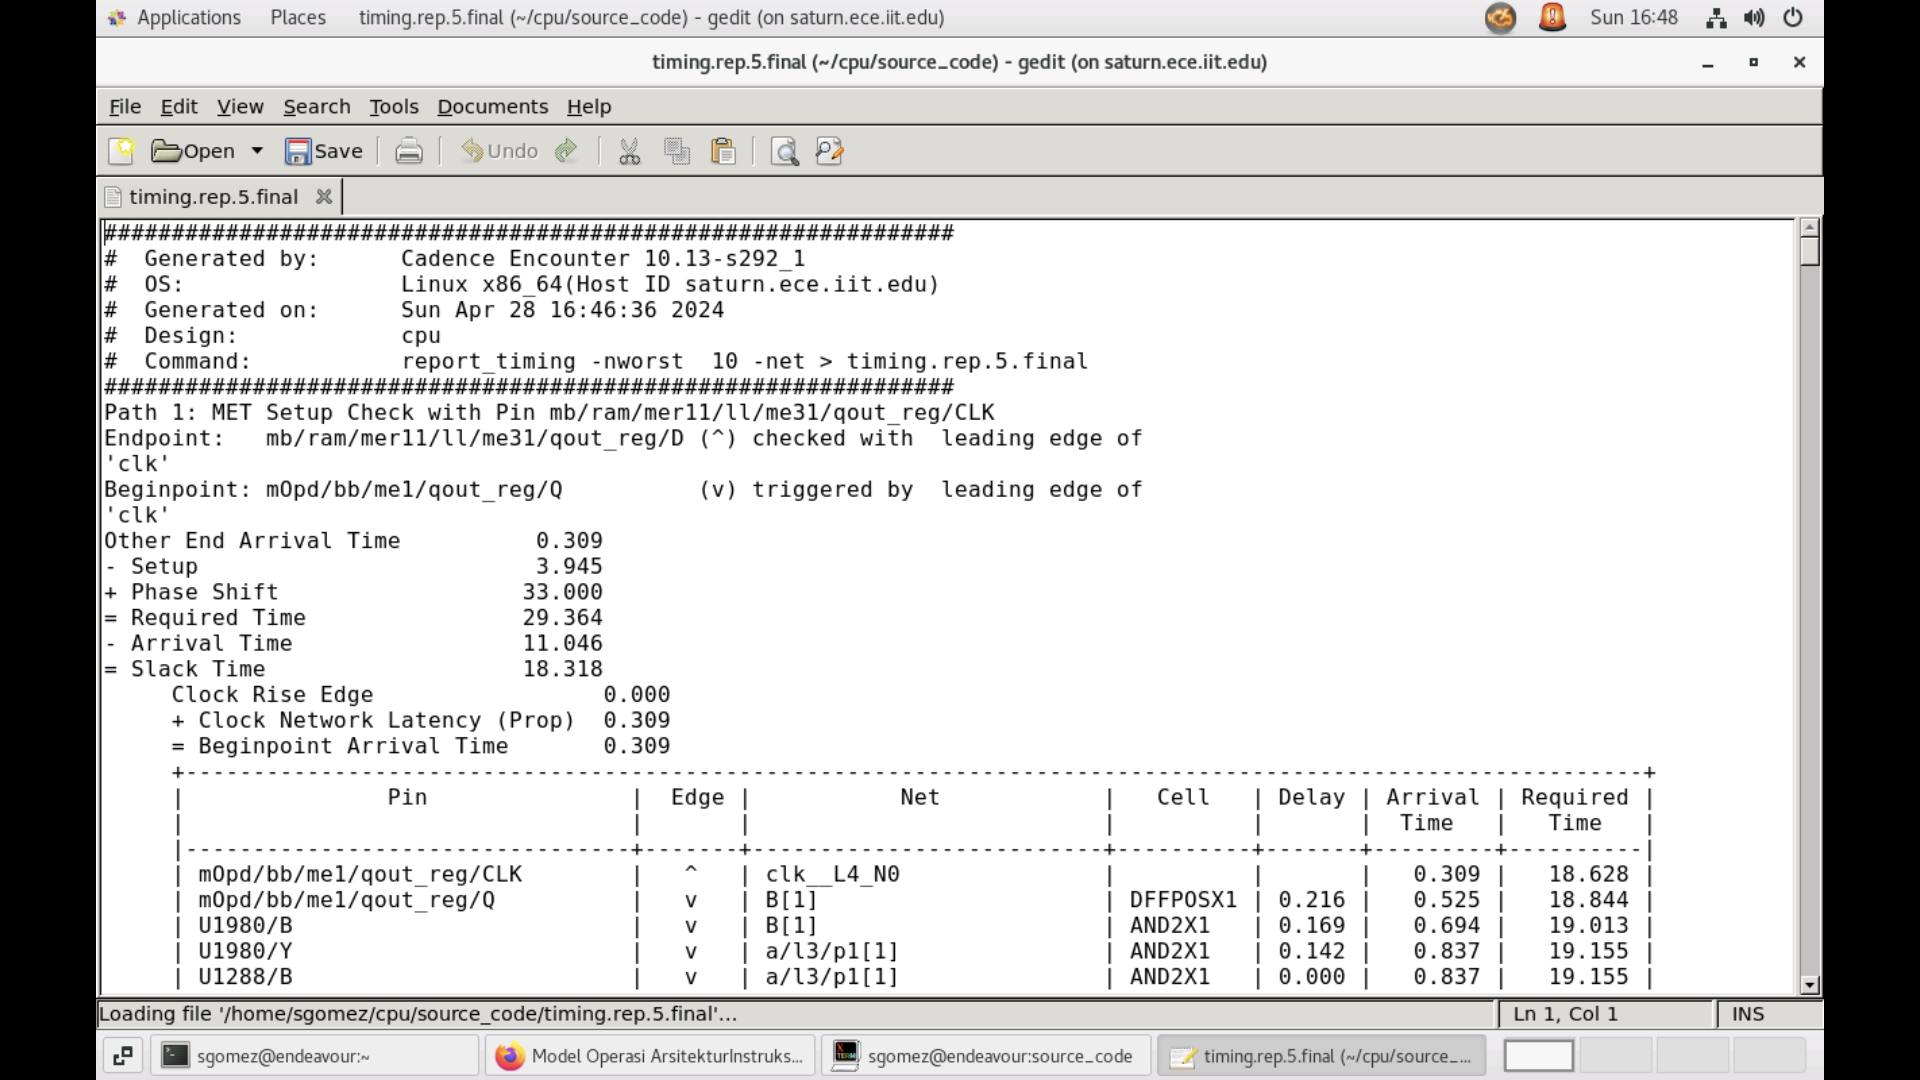 Applications Places timing.rep.5.final (~/cpu/source_code) - gedit (on saturn.ece.iit.edu) Sun 16:48
timing.rep.5.final (~/cpu/source_code) - gedit (on saturn.ece.iit.edu)
File Edit View Search Tools Documents Help
Open Save Undo
timing.rep.5.final
###############################################################
#  Generated by:      Cadence Encounter 10.13-s292_1
#  OS:                Linux x86_64(Host ID saturn.ece.iit.edu)
#  Generated on:      Sun Apr 28 16:46:36 2024
#  Design:            cpu
#  Command:           report_timing -nworst  10 -net > timing.rep.5.final
###############################################################
Path 1: MET Setup Check with Pin mb/ram/mer11/ll/me31/qout_reg/CLK
Endpoint:   mb/ram/mer11/ll/me31/qout_reg/D (^) checked with  leading edge of
'clk'
Beginpoint: mOpd/bb/me1/qout_reg/Q          (v) triggered by  leading edge of
'clk'
Other End Arrival Time          0.309
- Setup                         3.945
+ Phase Shift                  33.000
= Required Time                29.364
- Arrival Time                 11.046
= Slack Time                   18.318
     Clock Rise Edge                 0.000
     + Clock Network Latency (Prop)  0.309
     = Beginpoint Arrival Time       0.309
     +-------------------------------------------------------------------------------------------------------------+
     |               Pin               |  Edge |            Net            |   Cell   | Delay | Arrival | Required |
     |                                 |       |                           |          |       |  Time   |   Time   |
     |---------------------------------+-------+---------------------------+----------+-------+---------+----------|
     | mOpd/bb/me1/qout_reg/CLK        |   ^   | clk__L4_N0                |          |       |   0.309 |   18.628 |
     | mOpd/bb/me1/qout_reg/Q          |   v   | B[1]                      | DFFPOSX1 | 0.216 |   0.525 |   18.844 |
     | U1980/B                         |   v   | B[1]                      | AND2X1   | 0.169 |   0.694 |   19.013 |
     | U1980/Y                         |   v   | a/l3/p1[1]                | AND2X1   | 0.142 |   0.837 |   19.155 |
     | U1288/B                         |   v   | a/l3/p1[1]                | AND2X1   | 0.000 |   0.837 |   19.155 |
Loading file '/home/sgomez/cpu/source_code/timing.rep.5.final'... Ln 1, Col 1 INS
sgomez@endeavour:~ Model Operasi ArsitekturInstruks... X TERM sgomez@endeavour:source_code timing.rep.5.final (~/cpu/source_...